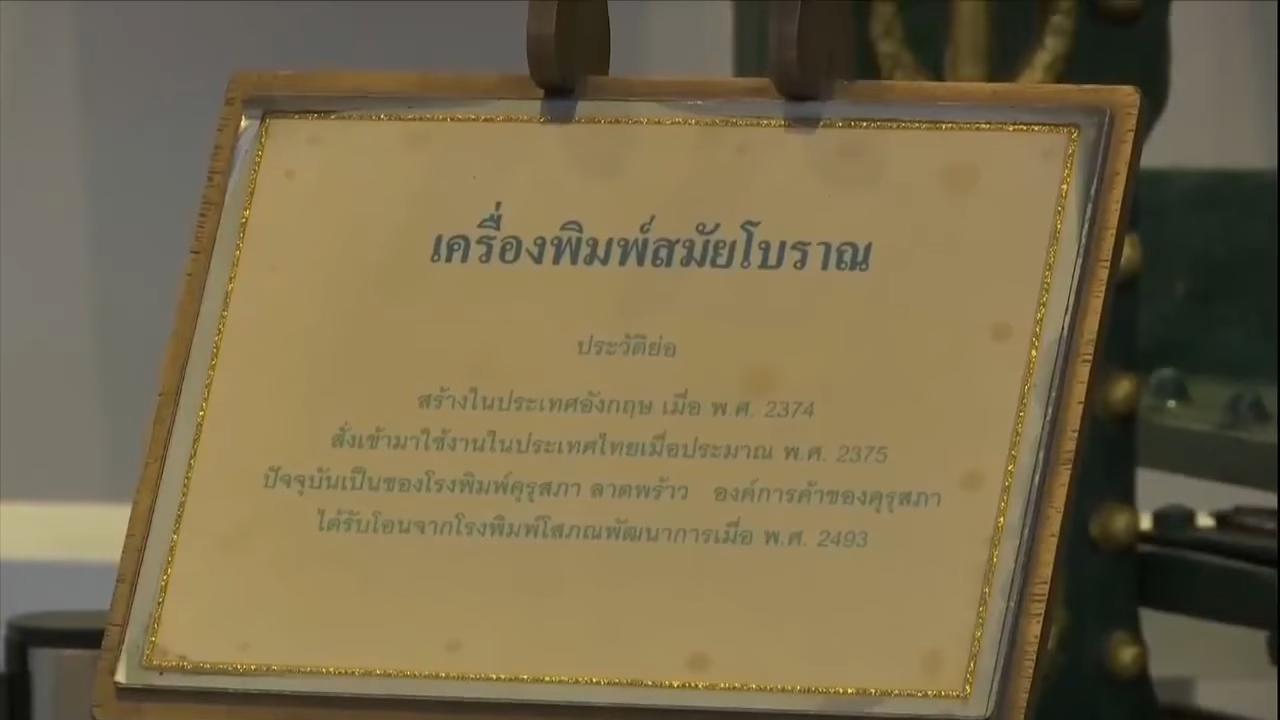 เครื่องพิมพ์สมัยโบราณ
ประวัติย่อ
สร้างในประเทศอังกฤษ เมื่อ พ.ศ. 2374
สั่งเข้ามาใช้งานในประเทศไทยเมื่อประมาณ พ.ศ. 2375
ปัจจุบันเป็นของโรงพิมพ์คุรุสภา ลาดพร้าว องค์การค้าของคุรุสภา
ได้รับโอนจากโรงพิมพ์โสภณพัฒนาการเมื่อ พ.ศ. 2493